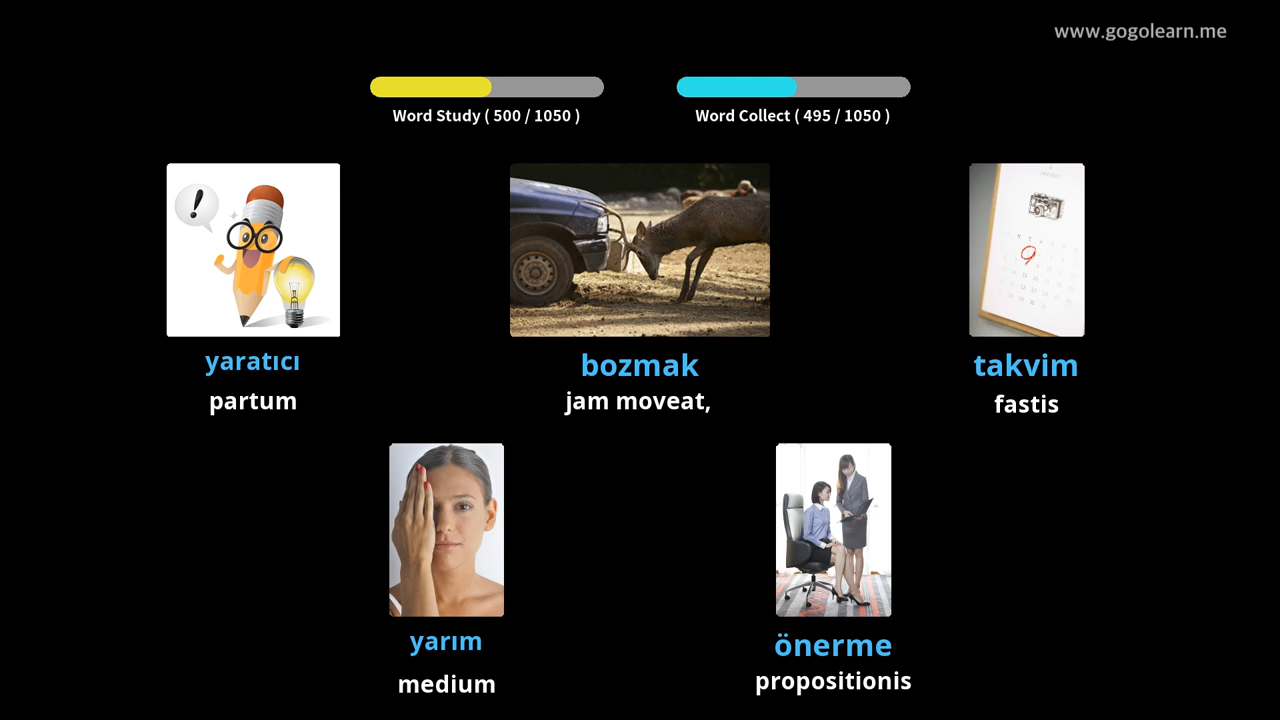 www.gogolearn.me
Word Study ( 500 / 1050 )
Word Collect ( 495 / 1050 )
!
yaratıcı
partum
bozmak
jam moveat,
takvim
fastis
yarım
medium
önerme
propositionis